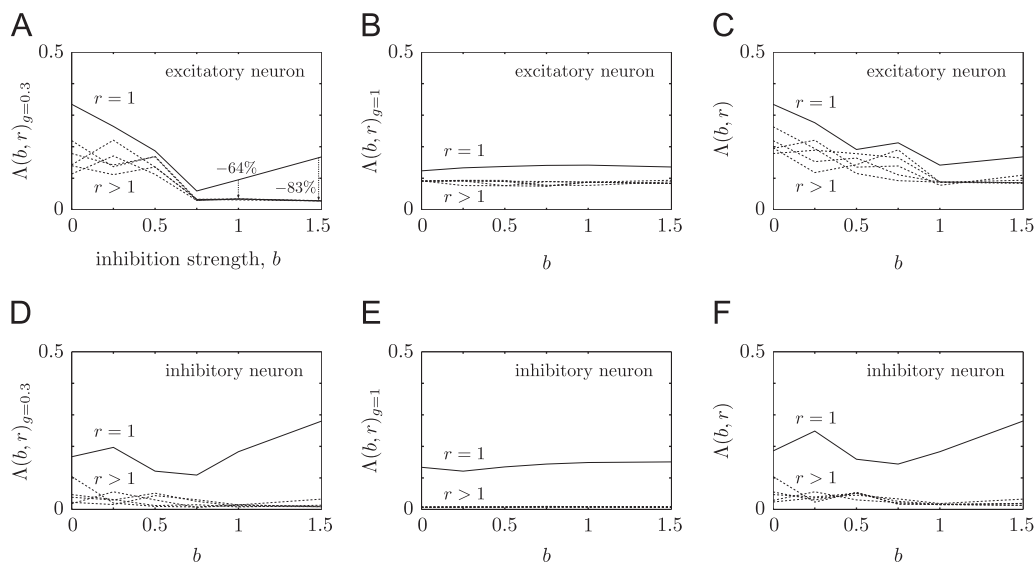 A
B
C
0.5
excitatory neuron
r = 1
r > 1
−64%
−83%
Λ(b, r)g=0.3
0
0 0.5 1 1.5
inhibition strength, b
0.5
excitatory neuron
r = 1
r > 1
Λ(b, r)g=1
0
0 0.5 1 1.5
b
0.5
excitatory neuron
r = 1
r > 1
Λ(b, r)
0
0 0.5 1 1.5
b
D
E
F
0.5
inhibitory neuron
r = 1
r > 1
Λ(b, r)g=0.3
0
0 0.5 1 1.5
b
0.5
inhibitory neuron
r = 1
r > 1
Λ(b, r)g=1
0
0 0.5 1 1.5
b
0.5
inhibitory neuron
r = 1
r > 1
Λ(b, r)
0
0 0.5 1 1.5
b